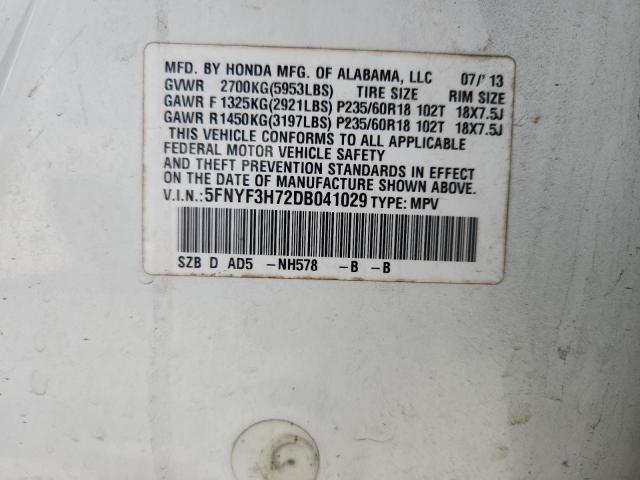 MFD. BY HONDA MFG. OF ALABAMA, LLC 07/'13
GVWR 2700KG(5953LBS) TIRE SIZE RIM SIZE
GAWR F 1325KG(2921LBS) P235/60R18 102T 18X7.5J
GAWR R1450KG(3197LBS) P235/60R18 102T 18X7.5J
THIS VEHICLE CONFORMS TO ALL APPLICABLE
FEDERAL MOTOR VEHICLE SAFETY
AND THEFT PREVENTION STANDARDS IN EFFECT
ON THE DATE OF MANUFACTURE SHOWN ABOVE.
V.I.N.:5FNYF3H72DB041029 TYPE: MPV
SZB D AD5 -NH578 -B -B